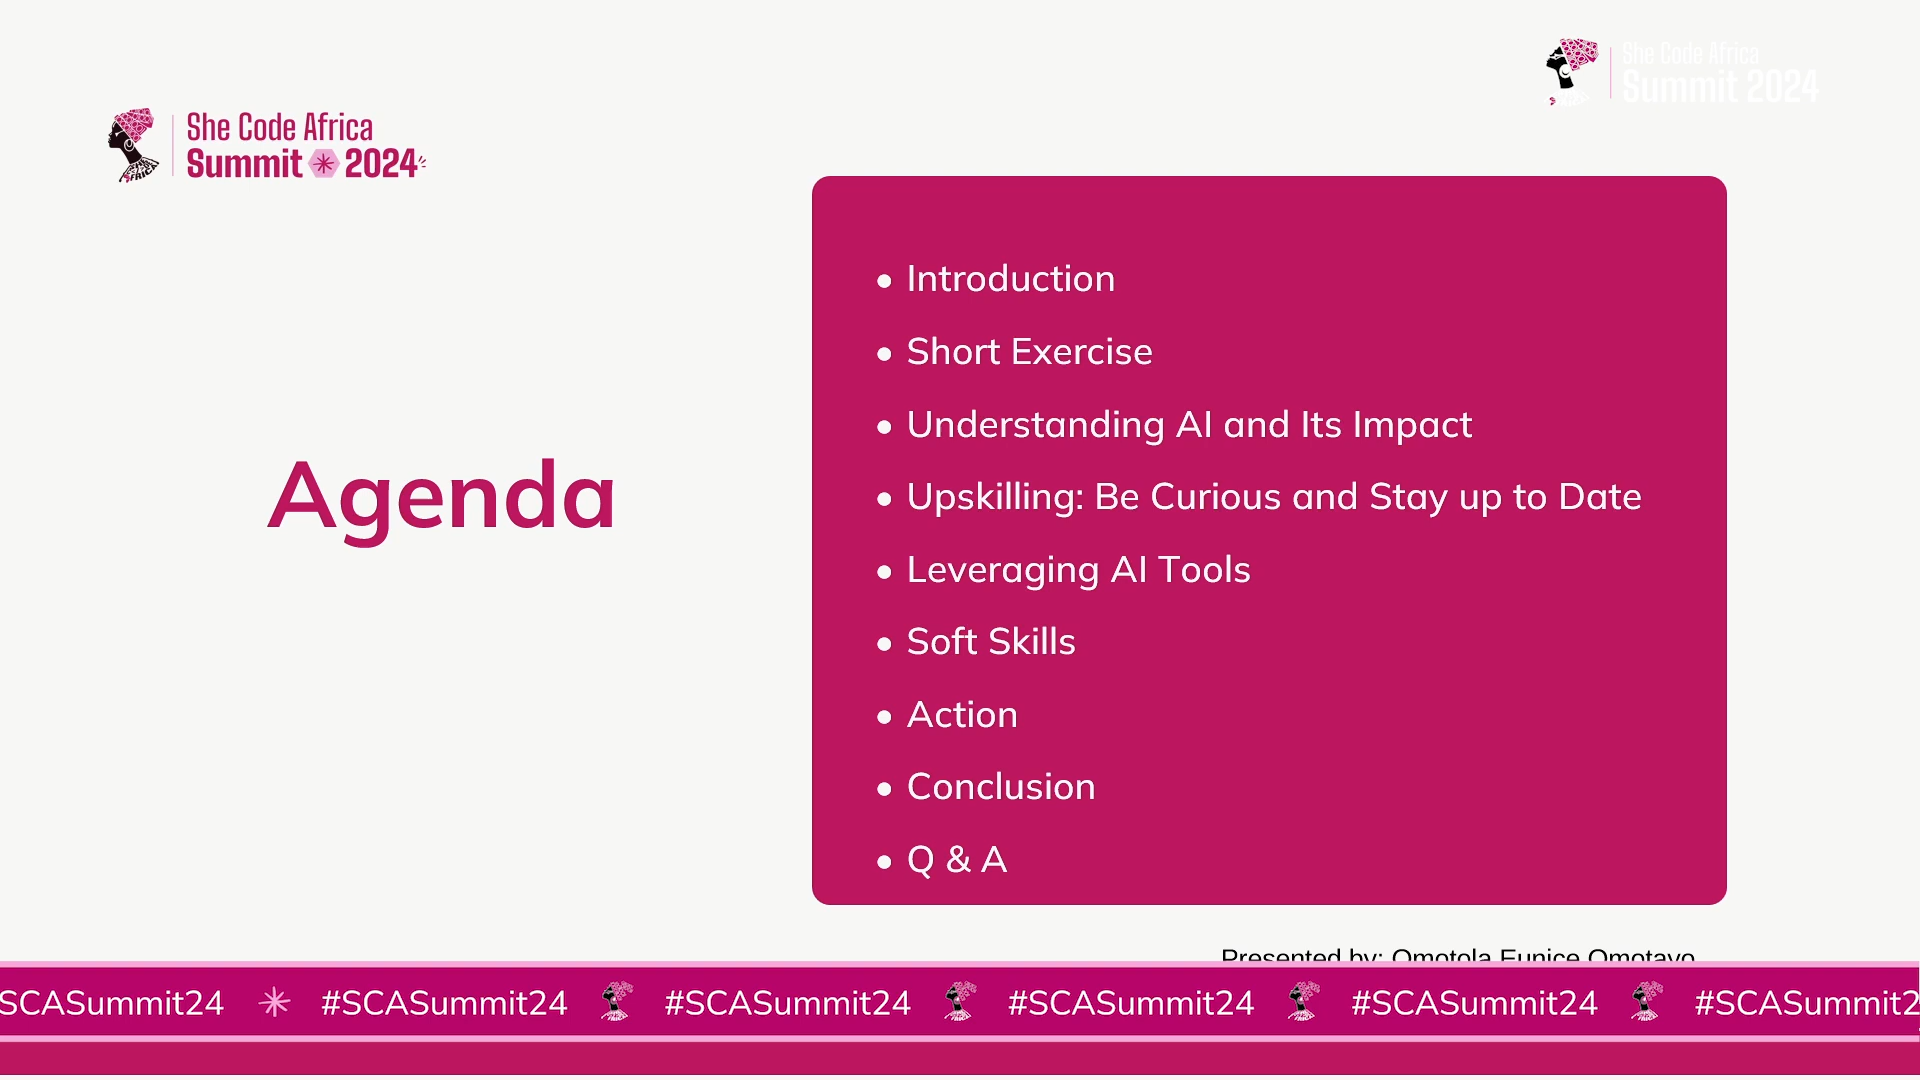 She Code Africa
Summit 2024
She Code Africa
Summit 2024
Agenda
• Introduction
• Short Exercise
• Understanding AI and Its Impact
• Upskilling: Be Curious and Stay up to Date
• Leveraging AI Tools
• Soft Skills
• Action
• Conclusion
• Q & A
Presented by: Omotola Eunice Omotayo
SCASummit24 #SCASummit24 #SCASummit24 #SCASummit24 #SCASummit24 #SCASummit2